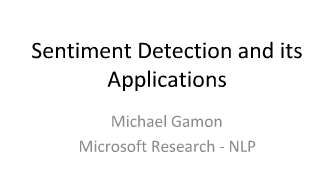 Sentiment Detection and its
Applications
Michael Gamon
Microsoft Research - NLP